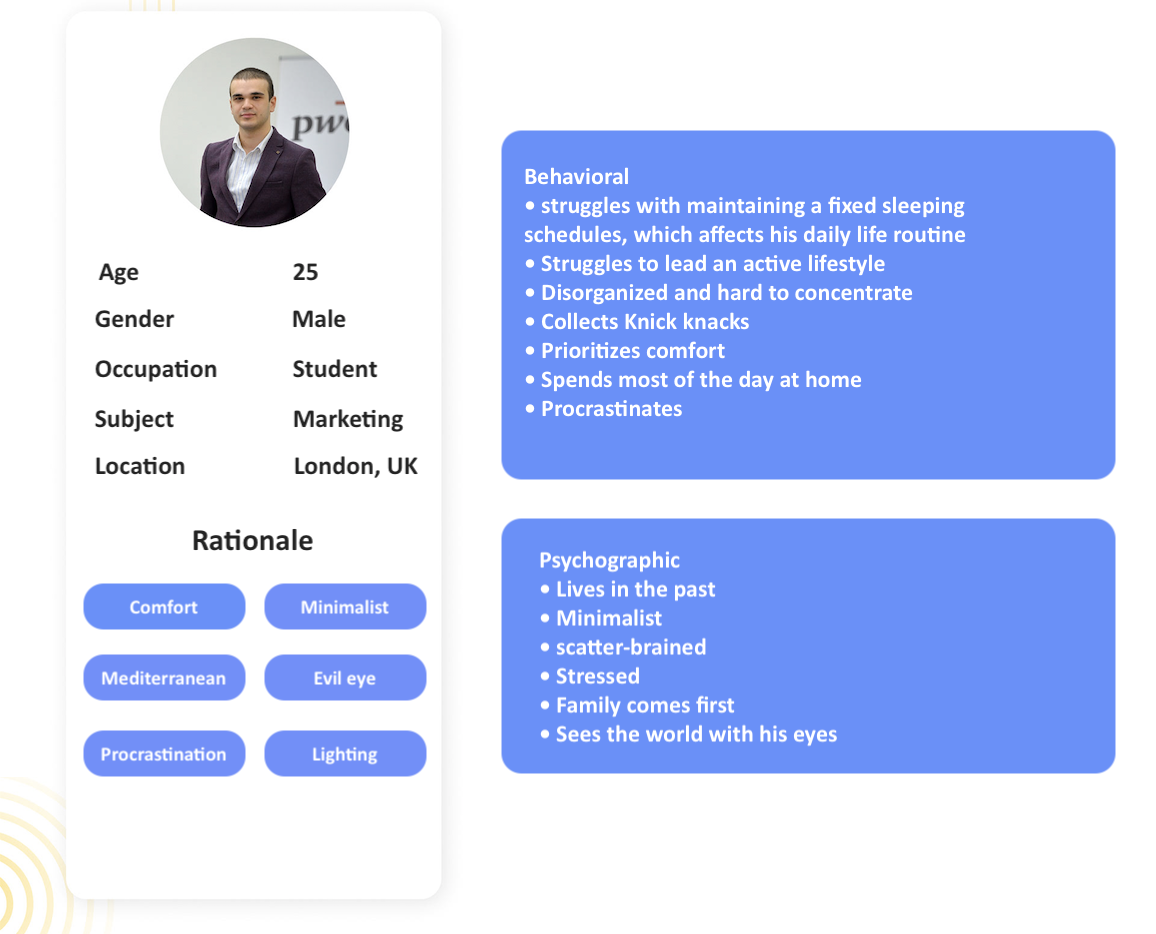 pwc
Age 25
Gender Male
Occupation Student
Subject Marketing
Location London, UK
Rationale
Comfort Minimalist
Mediterranean Evil eye
Procrastination Lighting
Behavioral
• struggles with maintaining a fixed sleeping
schedules, which affects his daily life routine
• Struggles to lead an active lifestyle
• Disorganized and hard to concentrate
• Collects Knick knacks
• Prioritizes comfort
• Spends most of the day at home
• Procrastinates
Psychographic
• Lives in the past
• Minimalist
• scatter-brained
• Stressed
• Family comes first
• Sees the world with his eyes